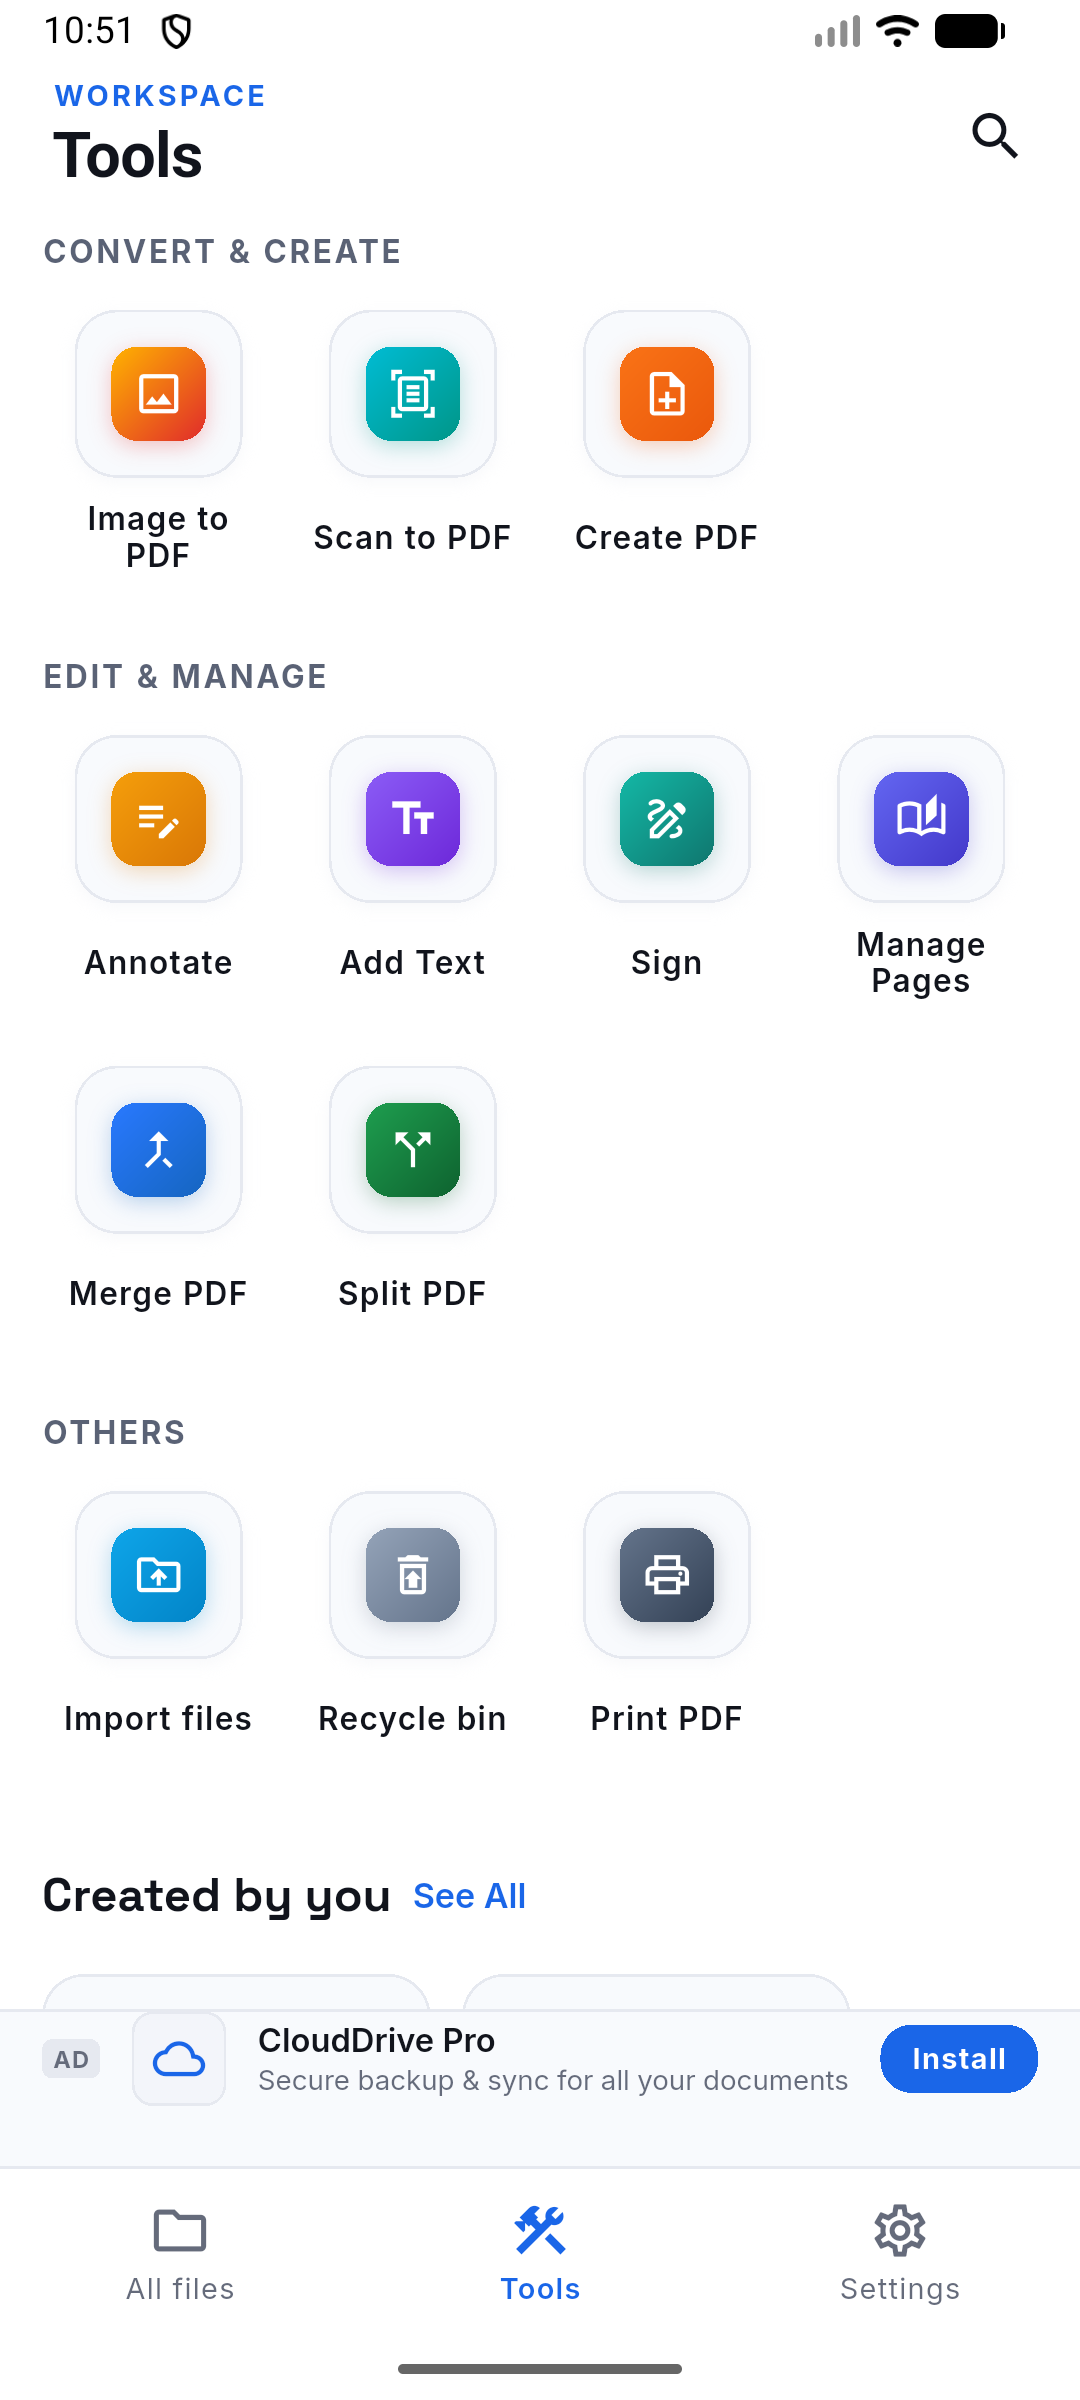 10:51
WORKSPACE
Tools
CONVERT & CREATE
Image to
PDF
Scan to PDF
Create PDF
EDIT & MANAGE
Annotate
Add Text
Sign
Manage
Pages
Merge PDF
Split PDF
OTHERS
Import files
Recycle bin
Print PDF
Created by you See All
AD
CloudDrive Pro
Secure backup & sync for all your documents
Install
All files
Tools
Settings